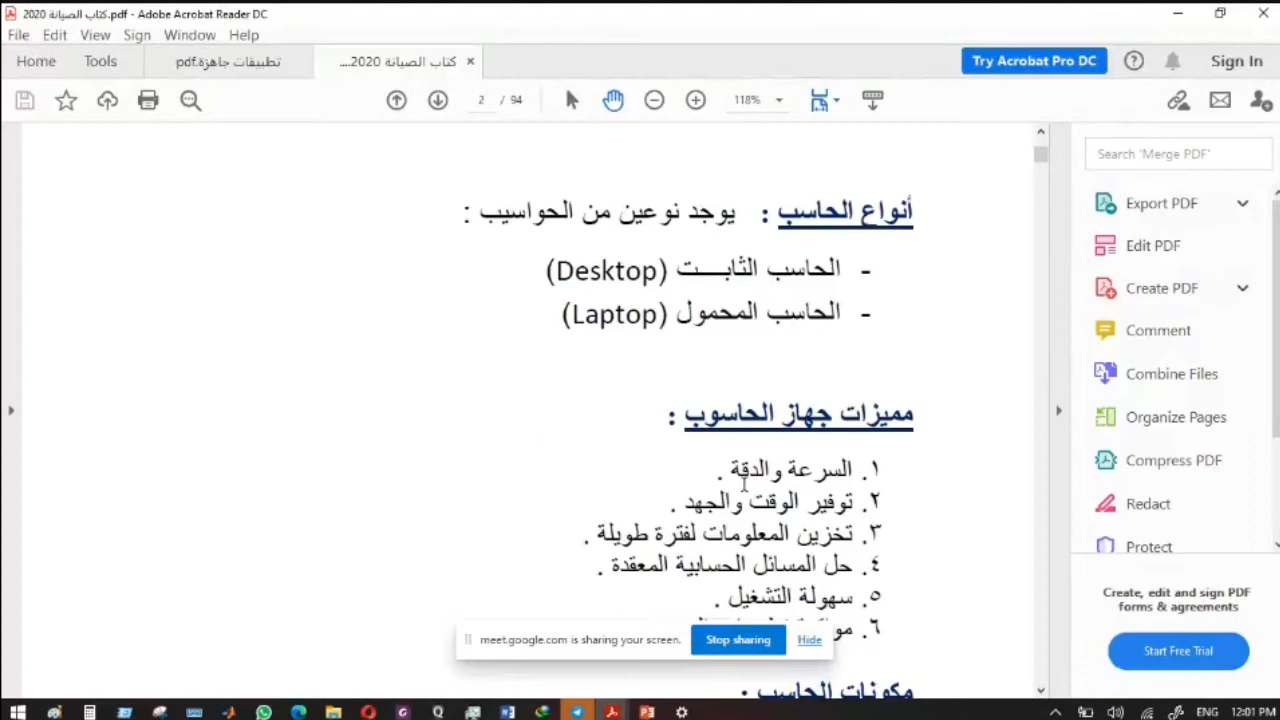 كتاب الصيانة 2020.pdf - Adobe Acrobat Reader DC
File Edit View Sign Window Help
Home Tools تطبيقات جاهزة.pdf كتاب الصيانة 2020... × Try Acrobat Pro DC Sign In
2 / 94 118%
أنواع الحاسب : يوجد نوعين من الحواسيب :
- الحاسب الثابـــت (Desktop)
- الحاسب المحمول (Laptop)
مميزات جهاز الحاسوب :
١. السرعة والدقة .
٢. توفير الوقت والجهد .
٣. تخزين المعلومات لفترة طويلة .
٤. حل المسائل الحسابية المعقدة .
٥. سهولة التشغيل .
٦.
مكونات الحاسب :
meet.google.com is sharing your screen. Stop sharing Hide
Search 'Merge PDF'
Export PDF
Edit PDF
Create PDF
Comment
Combine Files
Organize Pages
Compress PDF
Redact
Protect
Create, edit and sign PDF
forms & agreements
Start Free Trial
ENG 12:01 PM